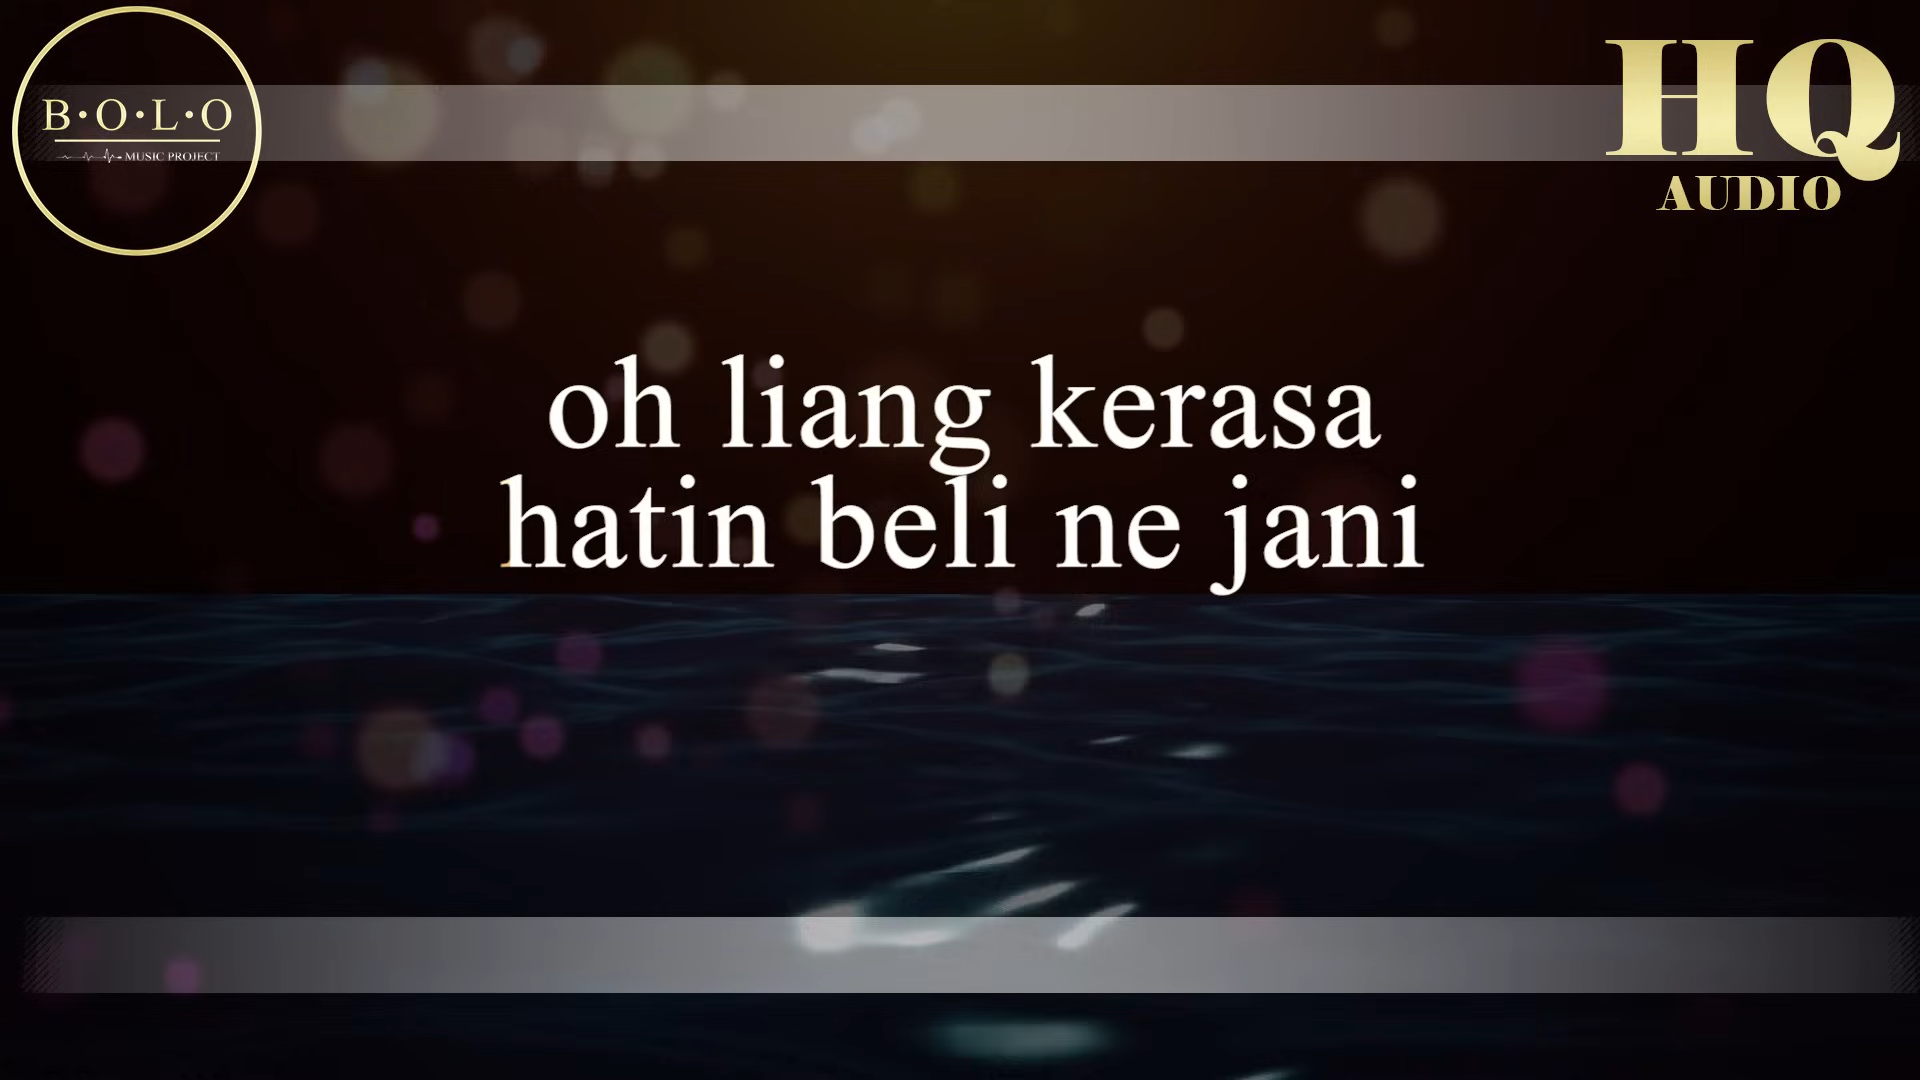 B·O·L·O
MUSIC PROJECT
HQ
AUDIO
oh liang kerasa
hatin beli ne jani